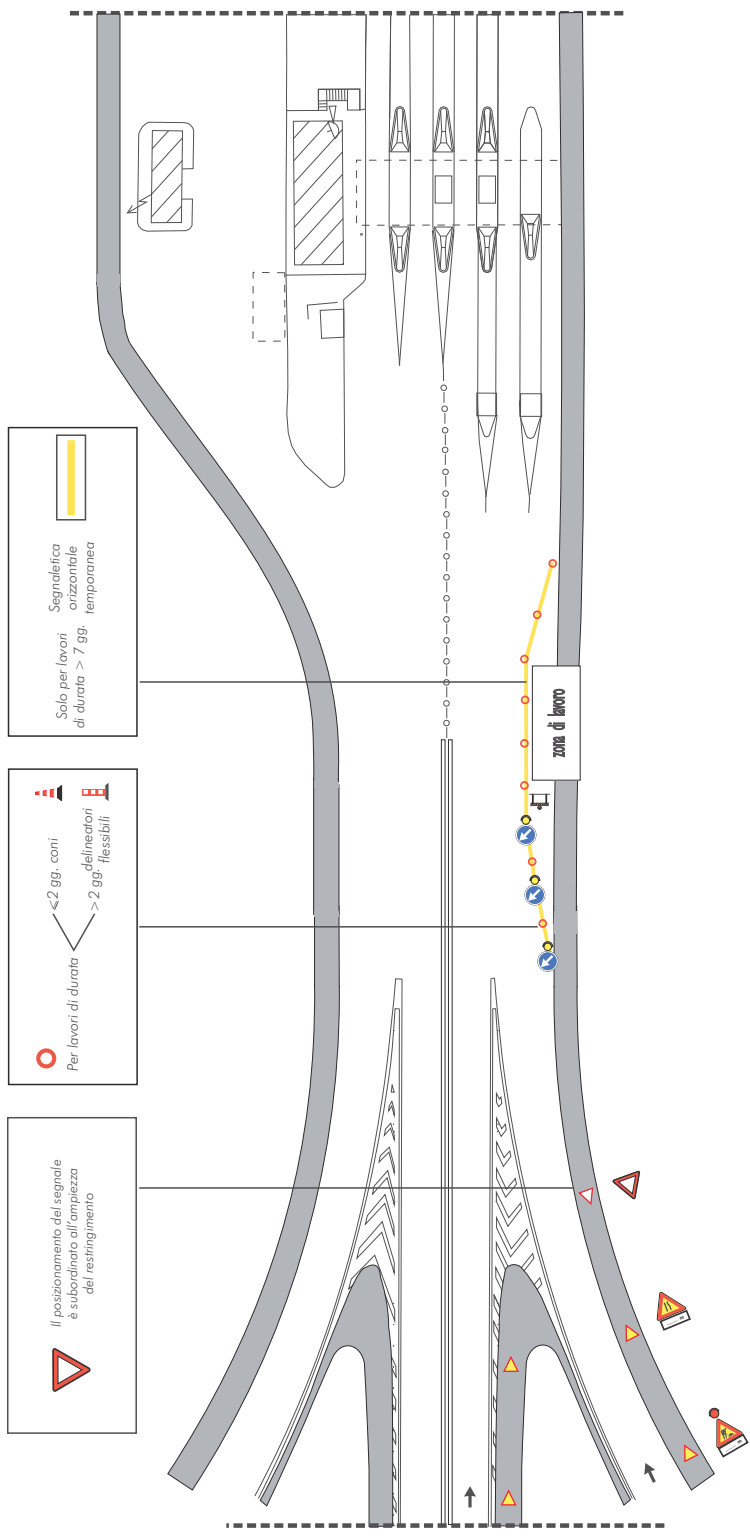 Solo per lavori
di durata > 7 gg.
Segnaletica
orizzontale
temporanea
Per lavori di durata
≤2 gg. coni
>2 gg. delineatori
flessibili
Il posizionamento del segnale
è subordinato all'ampiezza
del restringimento
zona di lavoro